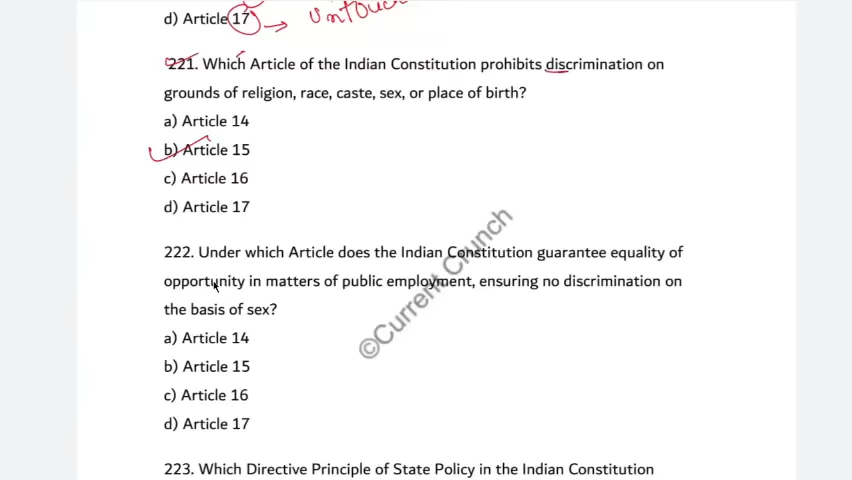 d) Article 17
221. Which Article of the Indian Constitution prohibits discrimination on
grounds of religion, race, caste, sex, or place of birth?
a) Article 14
b) Article 15
c) Article 16
d) Article 17
222. Under which Article does the Indian Constitution guarantee equality of
opportunity in matters of public employment, ensuring no discrimination on
the basis of sex?
a) Article 14
b) Article 15
c) Article 16
d) Article 17
©Current Crunch
223. Which Directive Principle of State Policy in the Indian Constitution